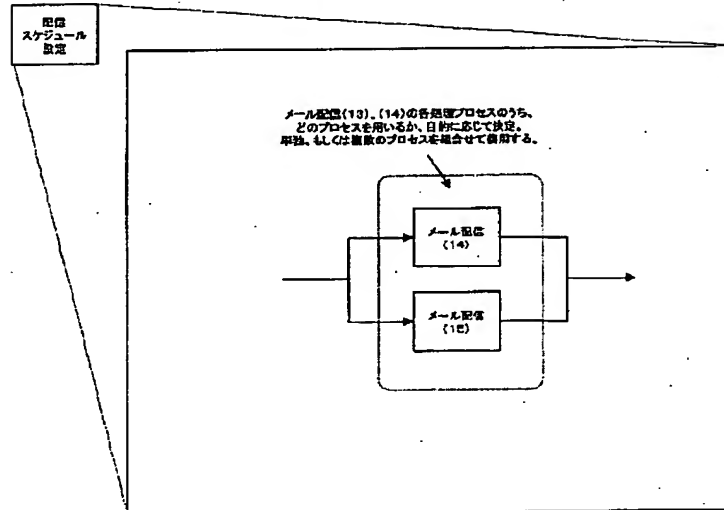 配信
スケジュール
設定
メール配信(13)、(14)の各処理プロセスのうち、
どのプロセスを用いるか、目的に応じて決定。
単独、もしくは複数のプロセスを組合せて使用する。
メール配信
(14)
メール配信
(15)